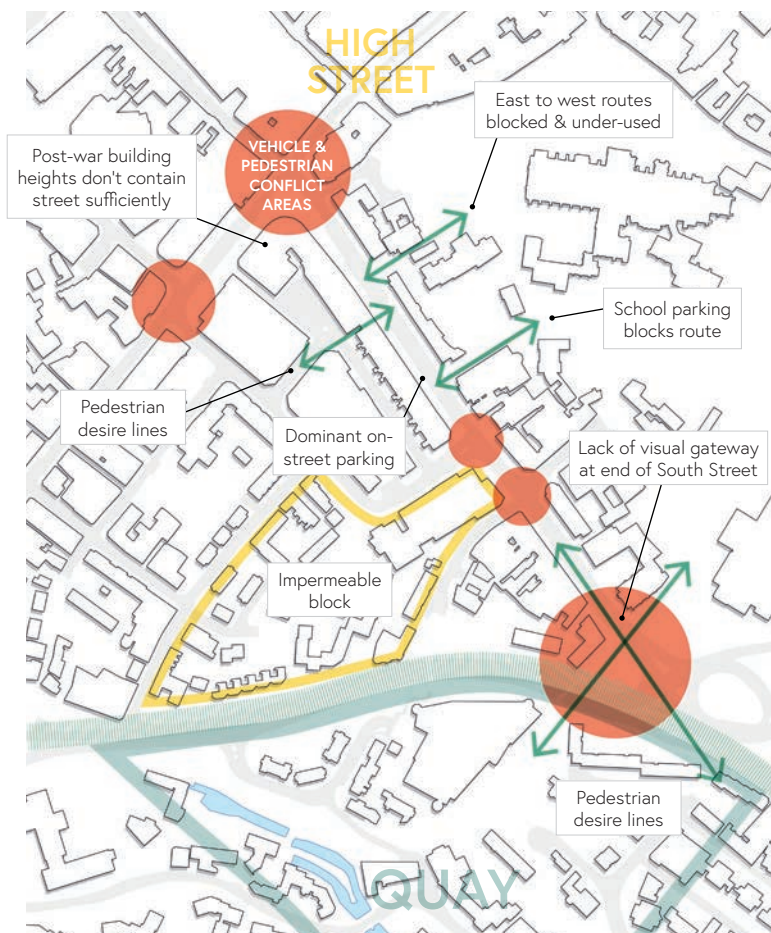 HIGH
STREET
East to west routes
blocked & under-used
VEHICLE &
PEDESTRIAN
CONFLICT
AREAS
Post-war building
heights don't contain
street sufficiently
School parking
blocks route
Pedestrian
desire lines
Dominant on-
street parking
Lack of visual gateway
at end of South Street
Impermeable
block
Pedestrian
desire lines
QUAY